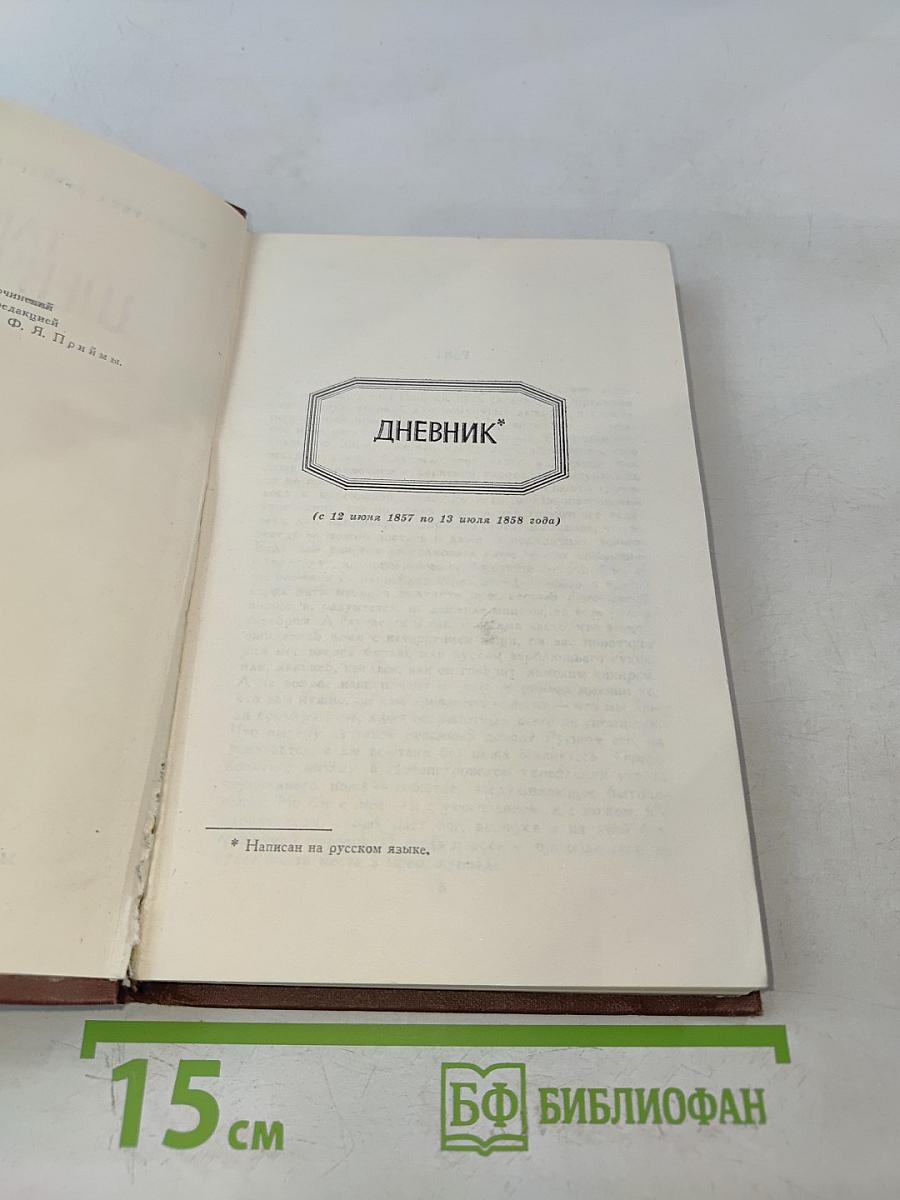 очинений
едакцией
Ф. Я. Приймы.
ДНЕВНИК*
(с 12 июня 1857 по 13 июля 1858 года)
* Написан на русском языке.
15 см
БФ БИБЛИОФАН